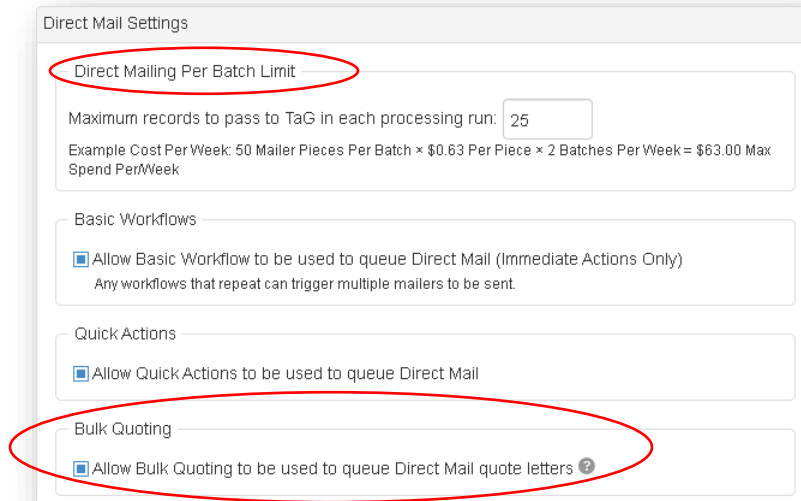 Direct Mail Settings
Direct Mailing Per Batch Limit
Maximum records to pass to TaG in each processing run: 25
Example Cost Per Week: 50 Mailer Pieces Per Batch × $0.63 Per Piece × 2 Batches Per Week = $63.00 Max
Spend Per/Week
Basic Workflows
Allow Basic Workflow to be used to queue Direct Mail (Immediate Actions Only)
Any workflows that repeat can trigger multiple mailers to be sent.
Quick Actions
Allow Quick Actions to be used to queue Direct Mail
Bulk Quoting
Allow Bulk Quoting to be used to queue Direct Mail quote letters ?